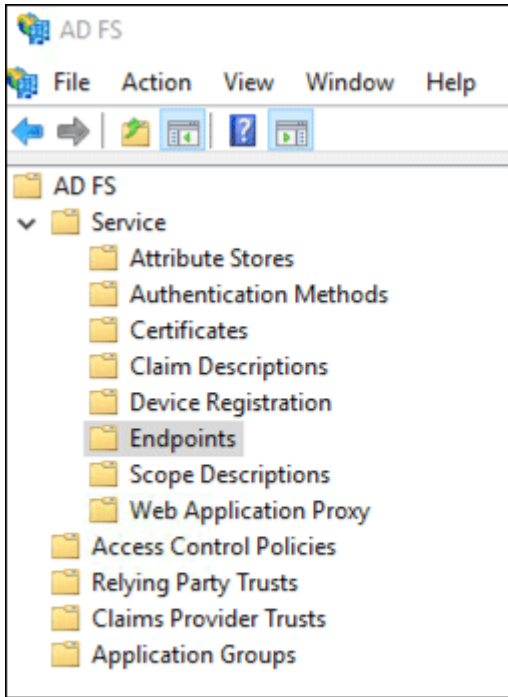 AD FS
File Action View Window Help
AD FS
Service
Attribute Stores
Authentication Methods
Certificates
Claim Descriptions
Device Registration
Endpoints
Scope Descriptions
Web Application Proxy
Access Control Policies
Relying Party Trusts
Claims Provider Trusts
Application Groups